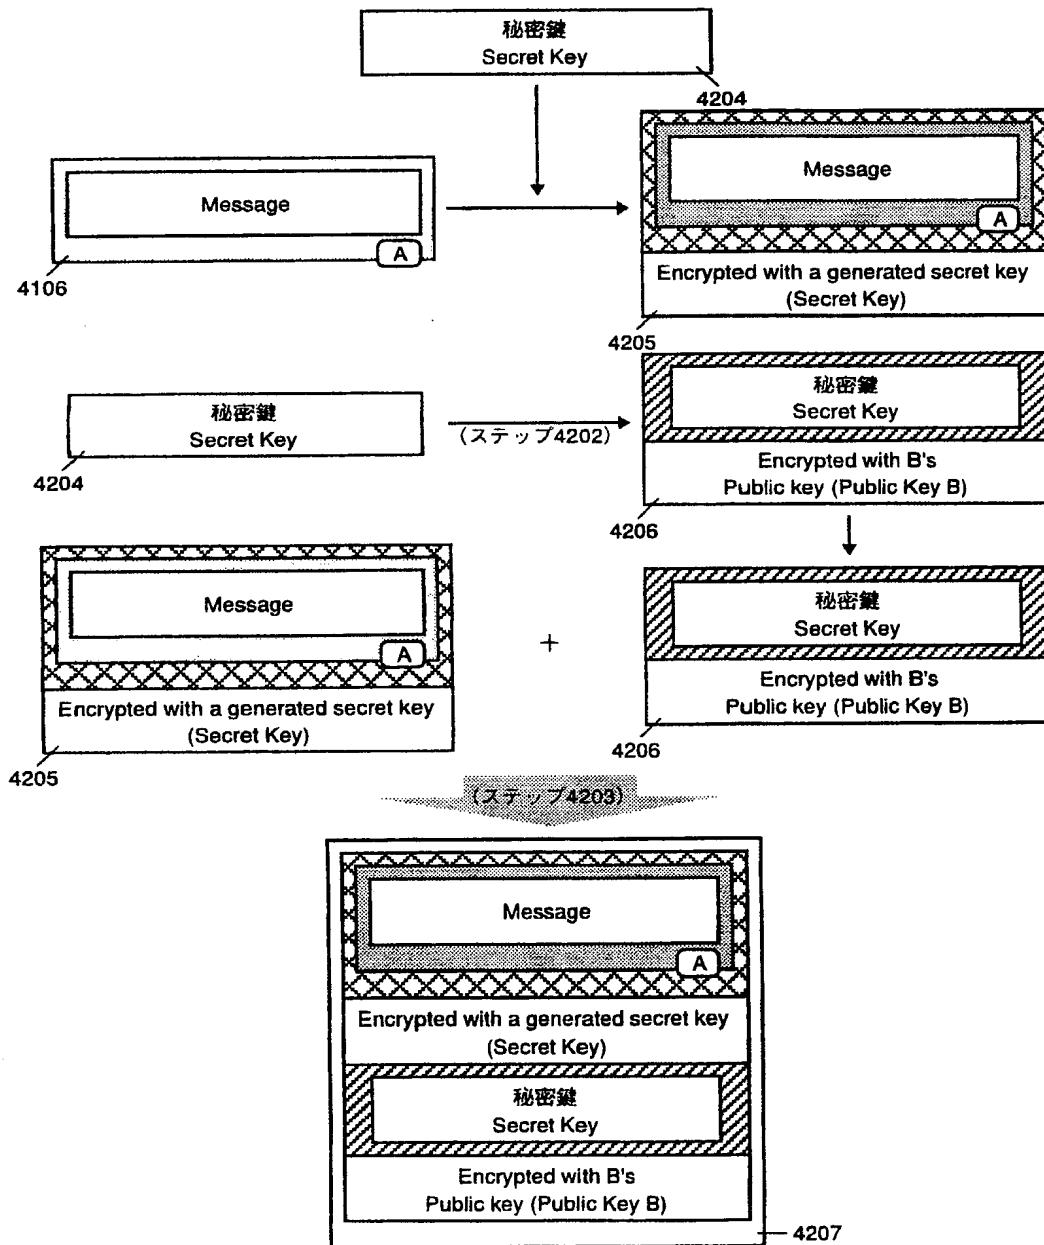 秘密鍵
Secret Key
4204
Message
A
4106
Message
A
Encrypted with a generated secret key
(Secret Key)
4205
秘密鍵
Secret Key
4204
(ステップ4202)
秘密鍵
Secret Key
Encrypted with B's
Public key (Public Key B)
4206
Message
A
Encrypted with a generated secret key
(Secret Key)
4205
+
秘密鍵
Secret Key
Encrypted with B's
Public key (Public Key B)
4206
(ステップ4203)
Message
A
Encrypted with a generated secret key
(Secret Key)
秘密鍵
Secret Key
Encrypted with B's
Public key (Public Key B)
4207